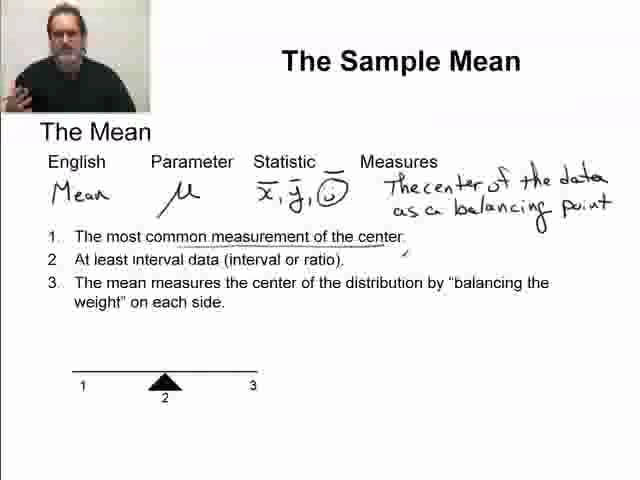 The Sample Mean
The Mean
English Parameter Statistic Measures
Mean μ x̄, ȳ, The center of the data
as a balancing point
1. The most common measurement of the center.
2. At least interval data (interval or ratio).
3. The mean measures the center of the distribution by “balancing the
weight” on each side.
1 3
2